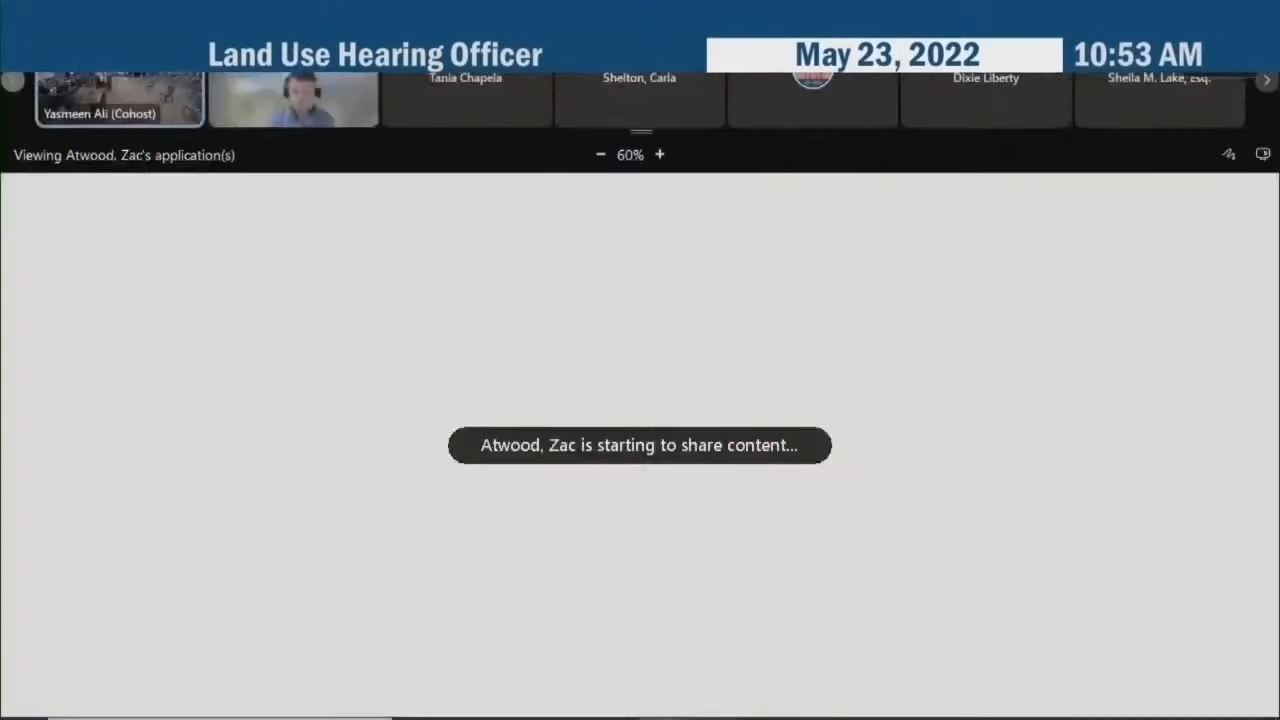 Land Use Hearing Officer
May 23, 2022
10:53 AM
Yasmeen Ali (Cohost)
Tania Chapela
Shelton, Carla
Dixie Liberty
Sheila M. Lake, Esq.
Viewing Atwood, Zac's application(s)
− 60% +
Atwood, Zac is starting to share content...